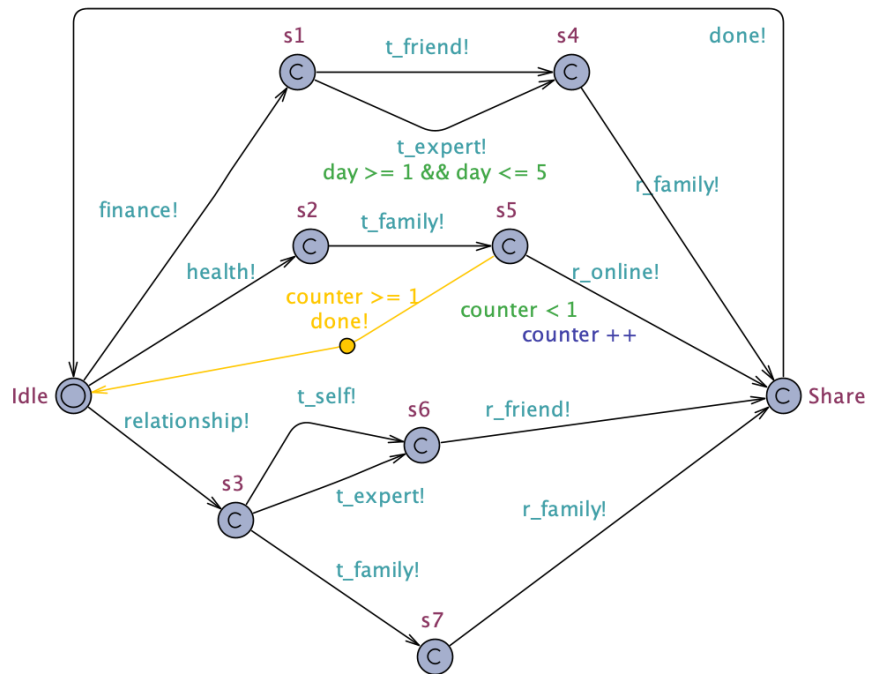 done!
s1
t_friend!
s4
t_expert!
day >= 1 && day <= 5
r_family!
finance!
s2
t_family!
s5
health!
r_online!
counter >= 1
done!
counter < 1
counter ++
Idle
Share
relationship!
t_self!
s6
r_friend!
s3
t_expert!
r_family!
t_family!
s7
C
C
C
C
C
C
C
C